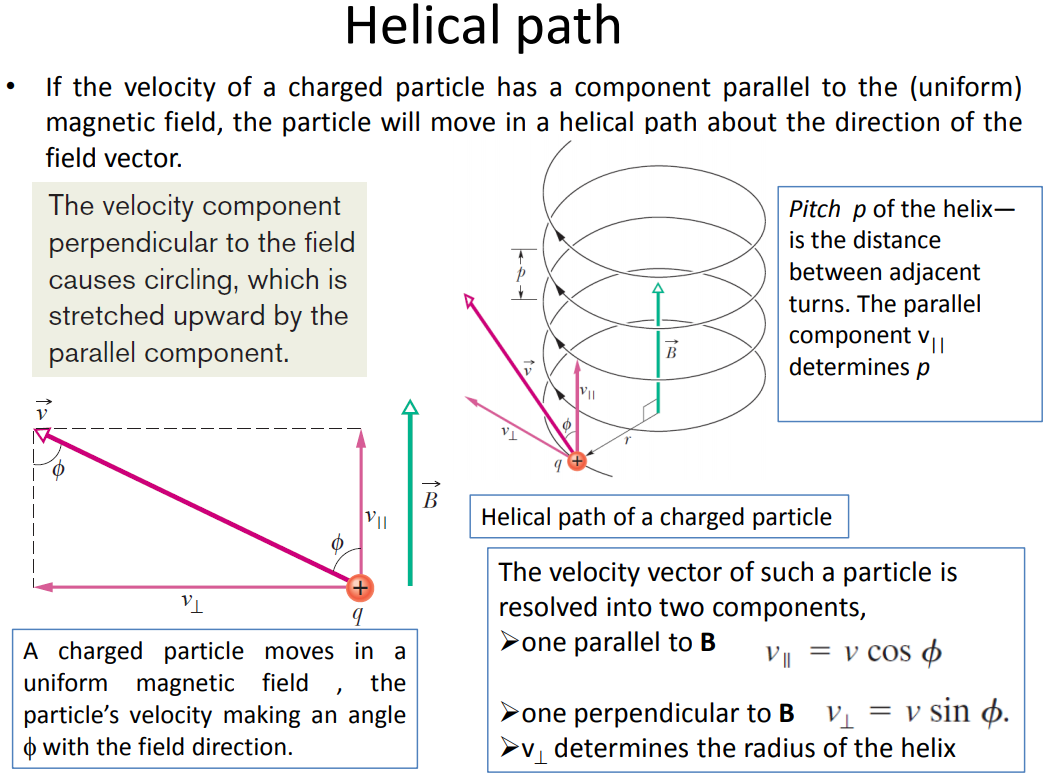 Helical path
• If the velocity of a charged particle has a component parallel to the (uniform)
magnetic field, the particle will move in a helical path about the direction of the
field vector.
The velocity component
perpendicular to the field
causes circling, which is
stretched upward by the
parallel component.
v⃗
ϕ
ϕ
v||
B⃗
v⊥
+
q
A charged particle moves in a
uniform magnetic field , the
particle's velocity making an angle
ϕ with the field direction.
p
v⃗
v||
B⃗
v⊥
ϕ
r
q
+
Pitch p of the helix—
is the distance
between adjacent
turns. The parallel
component v||
determines p
Helical path of a charged particle
The velocity vector of such a particle is
resolved into two components,
➢one parallel to B v∥ = v cos ϕ
➢one perpendicular to B v⊥ = v sin ϕ.
➢v⊥ determines the radius of the helix